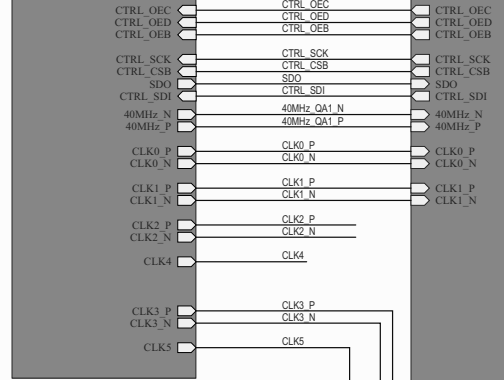 CTRL_OEC CTRL_OEC CTRL_OEC
CTRL_OED CTRL_OED CTRL_OED
CTRL_OEB CTRL_OEB CTRL_OEB
CTRL_SCK CTRL_SCK CTRL_SCK
CTRL_CSB CTRL_CSB CTRL_CSB
SDO SDO SDO
CTRL_SDI CTRL_SDI CTRL_SDI
40MHz_N 40MHz_QA1_N 40MHz_N
40MHz_P 40MHz_QA1_P 40MHz_P
CLK0_P CLK0_P CLK0_P
CLK0_N CLK0_N CLK0_N
CLK1_P CLK1_P CLK1_P
CLK1_N CLK1_N CLK1_N
CLK2_P CLK2_P
CLK2_N CLK2_N
CLK4 CLK4
CLK3_P CLK3_P
CLK3_N CLK3_N
CLK5 CLK5